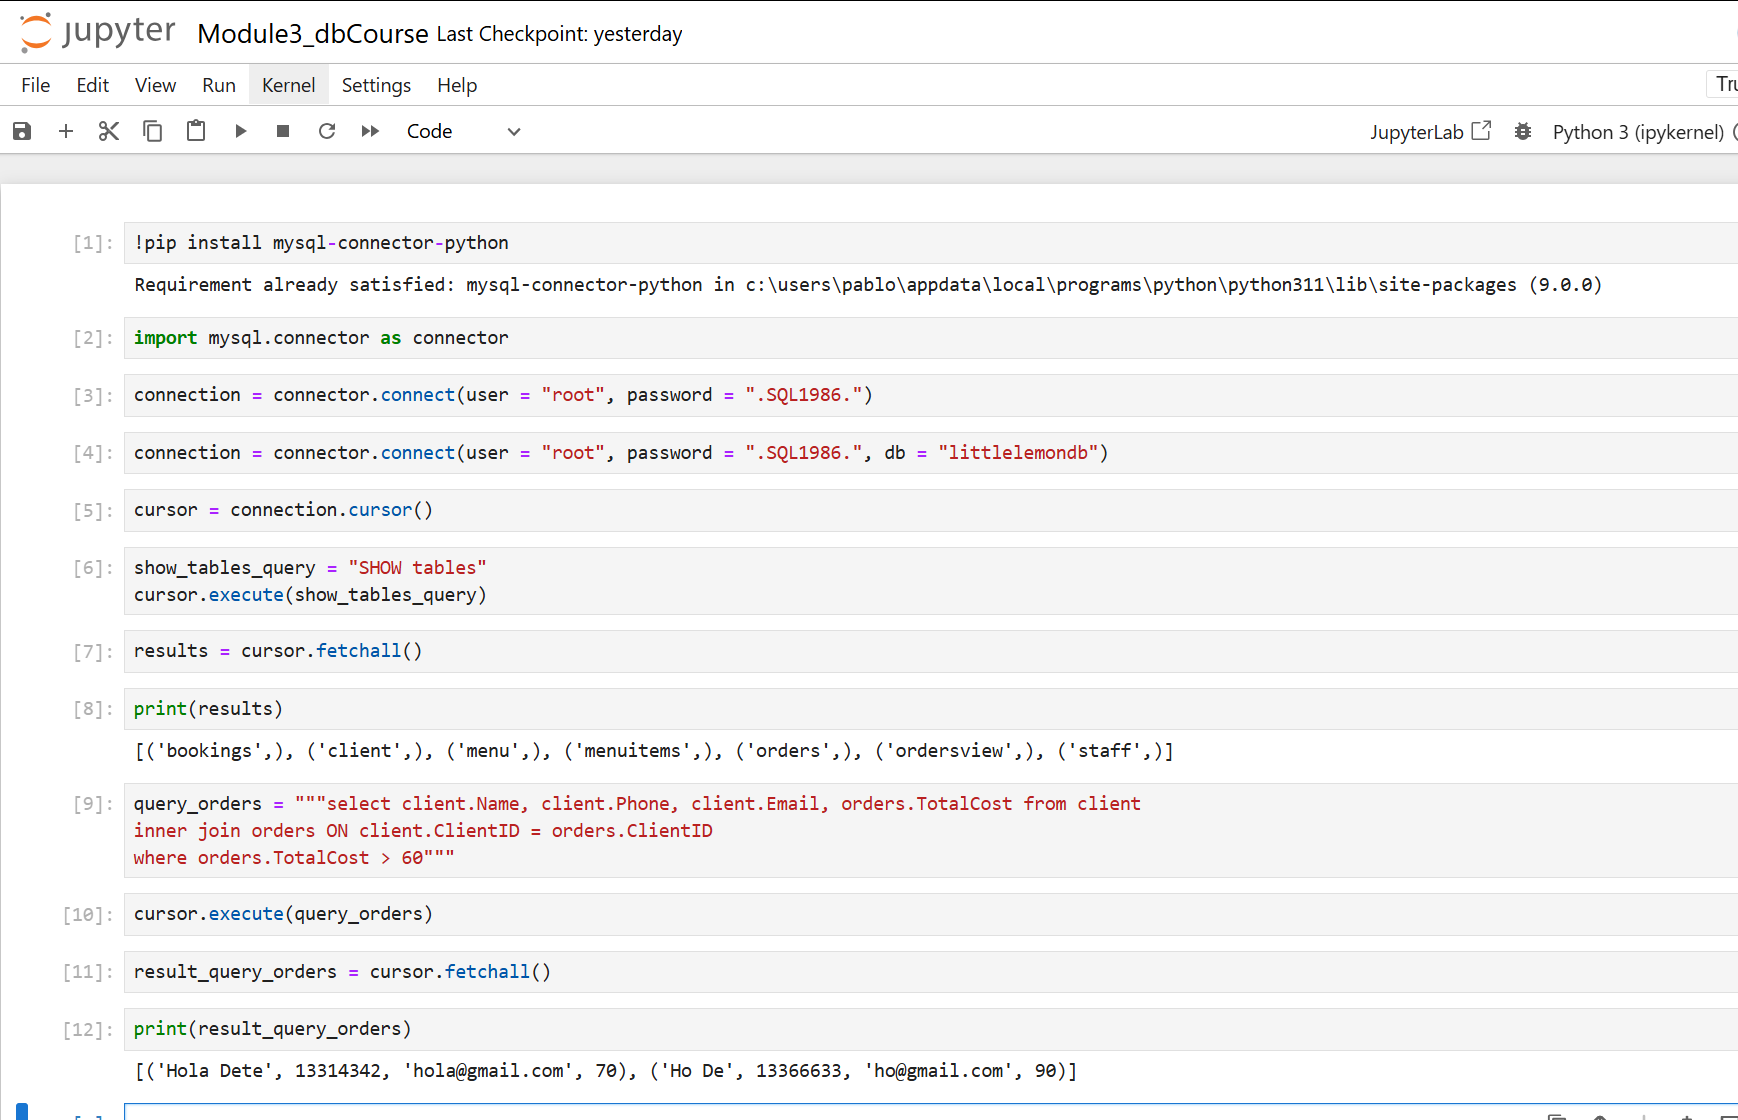 jupyter Module3_dbCourse Last Checkpoint: yesterday
File Edit View Run Kernel Settings Help
Code JupyterLab Python 3 (ipykernel)
[1]: !pip install mysql-connector-python
Requirement already satisfied: mysql-connector-python in c:\users\pablo\appdata\local\programs\python\python311\lib\site-packages (9.0.0)
[2]: import mysql.connector as connector
[3]: connection = connector.connect(user = "root", password = ".SQL1986.")
[4]: connection = connector.connect(user = "root", password = ".SQL1986.", db = "littlelemondb")
[5]: cursor = connection.cursor()
[6]: show_tables_query = "SHOW tables"
cursor.execute(show_tables_query)
[7]: results = cursor.fetchall()
[8]: print(results)
[('bookings',), ('client',), ('menu',), ('menuitems',), ('orders',), ('ordersview',), ('staff',)]
[9]: query_orders = """select client.Name, client.Phone, client.Email, orders.TotalCost from client
inner join orders ON client.ClientID = orders.ClientID
where orders.TotalCost > 60"""
[10]: cursor.execute(query_orders)
[11]: result_query_orders = cursor.fetchall()
[12]: print(result_query_orders)
[('Hola Dete', 13314342, 'hola@gmail.com', 70), ('Ho De', 13366633, 'ho@gmail.com', 90)]